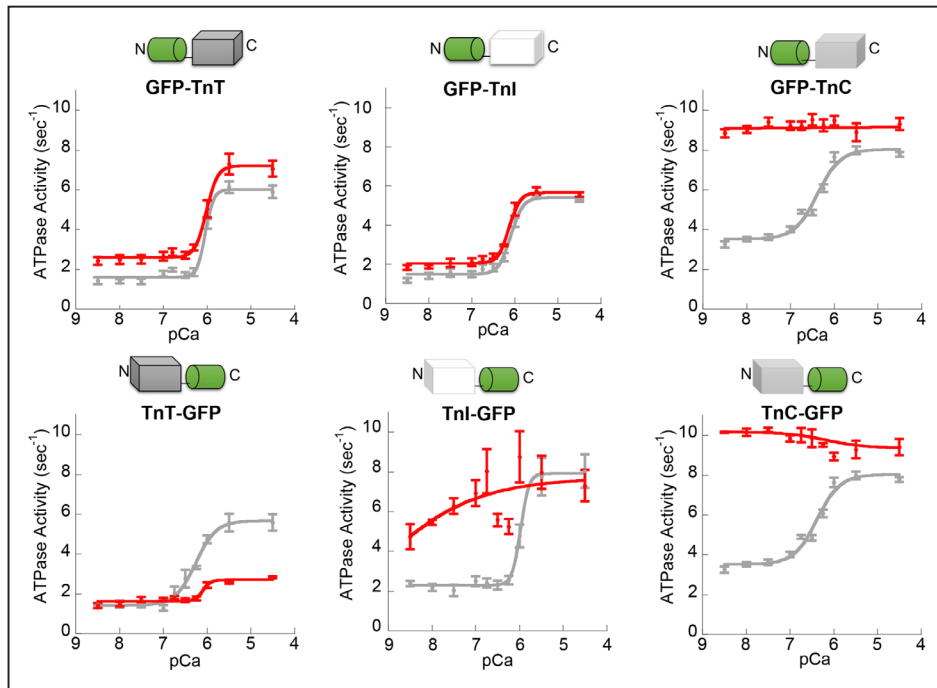 N C N C N C
GFP-TnT GFP-TnI GFP-TnC
ATPase Activity (sec-1)
10
8
6
4
2
0
9 8 7 6 5 4
pCa
ATPase Activity (sec-1)
10
8
6
4
2
0
9 8 7 6 5 4
pCa
ATPase Activity (sec-1)
10
8
6
4
2
0
9 8 7 6 5 4
pCa
N C N C N C
TnT-GFP TnI-GFP TnC-GFP
ATPase Activity (sec-1)
10
8
6
4
2
0
9 8 7 6 5 4
pCa
ATPase Activity (sec-1)
10
8
6
4
2
0
9 8 7 6 5 4
pCa
ATPase Activity (sec-1)
10
8
6
4
2
0
9 8 7 6 5 4
pCa